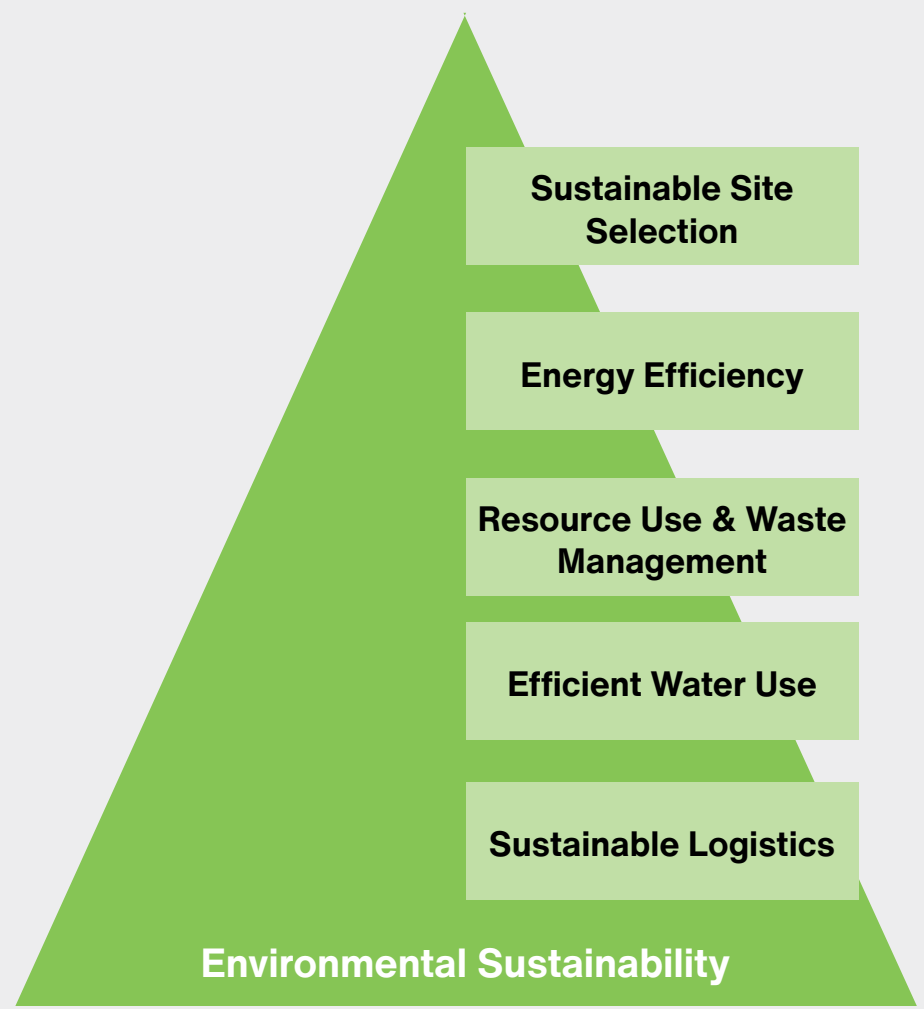 Sustainable Site
Selection
Energy Efficiency
Resource Use & Waste
Management
Efficient Water Use
Sustainable Logistics
Environmental Sustainability